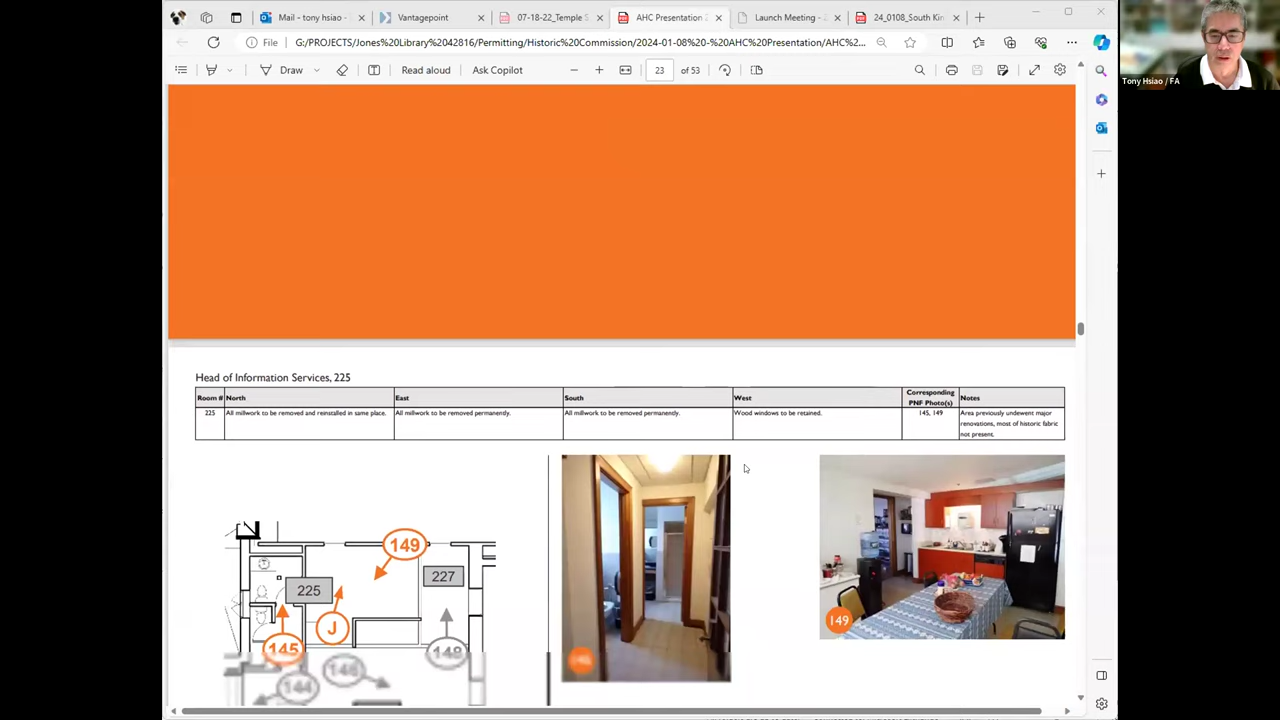 Mail - tony hsiao -
Vantagepoint
07-18-22_Temple S
AHC Presentation 2
Launch Meeting - 2
24_0108_South Kin
File
G:/PROJECTS/Jones%20Library%2042816/Permitting/Historic%20Commission/2024-01-08%20-%20AHC%20Presentation/AHC%2...
Draw
Read aloud
Ask Copilot
23 of 53
Tony Hsiao / FA
Head of Information Services, 225
Room # North East South West Corresponding PNF Photo(s) Notes
225 All millwork to be removed and reinstalled in same place. All millwork to be removed permanently. All millwork to be removed permanently. Wood windows to be retained. 145, 149 Area previously underwent major
renovations, most of historic fabric
not present.
149
227
225
J
145
148
146
144
149